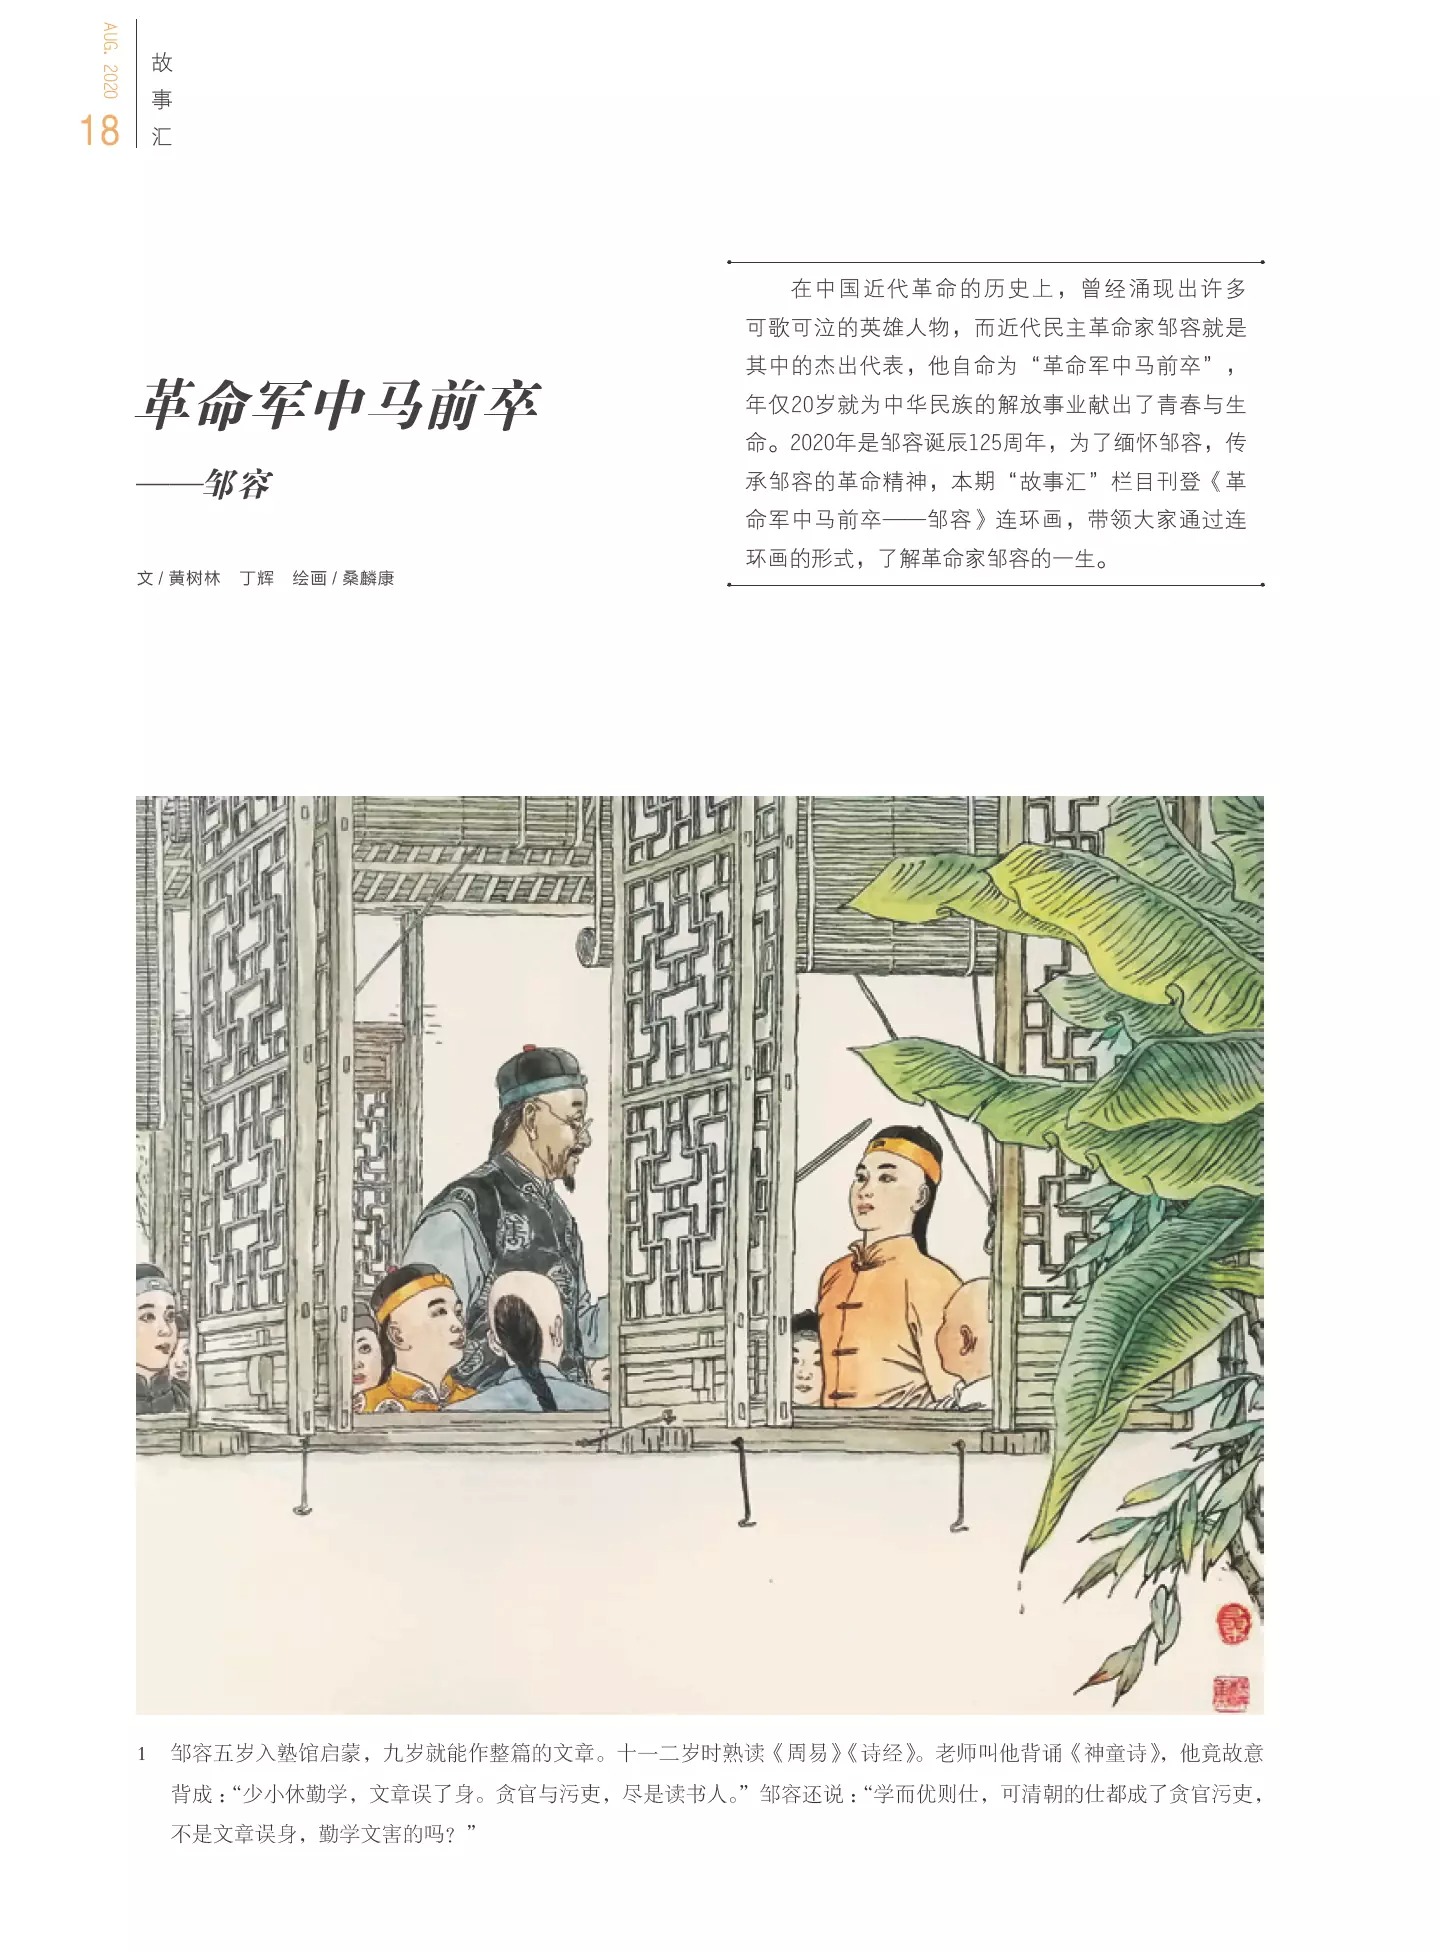 AUG. 2020
18
故事汇
革命军中马前卒
——邹容
文 / 黄树林　丁辉　绘画 / 桑麟康
在中国近代革命的历史上，曾经涌现出许多
可歌可泣的英雄人物，而近代民主革命家邹容就是
其中的杰出代表，他自命为“革命军中马前卒”，
年仅20岁就为中华民族的解放事业献出了青春与生
命。2020年是邹容诞辰125周年，为了缅怀邹容，传
承邹容的革命精神，本期“故事汇”栏目刊登《革
命军中马前卒——邹容》连环画，带领大家通过连
环画的形式，了解革命家邹容的一生。
1　邹容五岁入塾馆启蒙，九岁就能作整篇的文章。十一二岁时熟读《周易》《诗经》。老师叫他背诵《神童诗》，他竟故意
背成：“少小休勤学，文章误了身。贪官与污吏，尽是读书人。”邹容还说：“学而优则仕，可清朝的仕都成了贪官污吏，
不是文章误身，勤学文害的吗？”